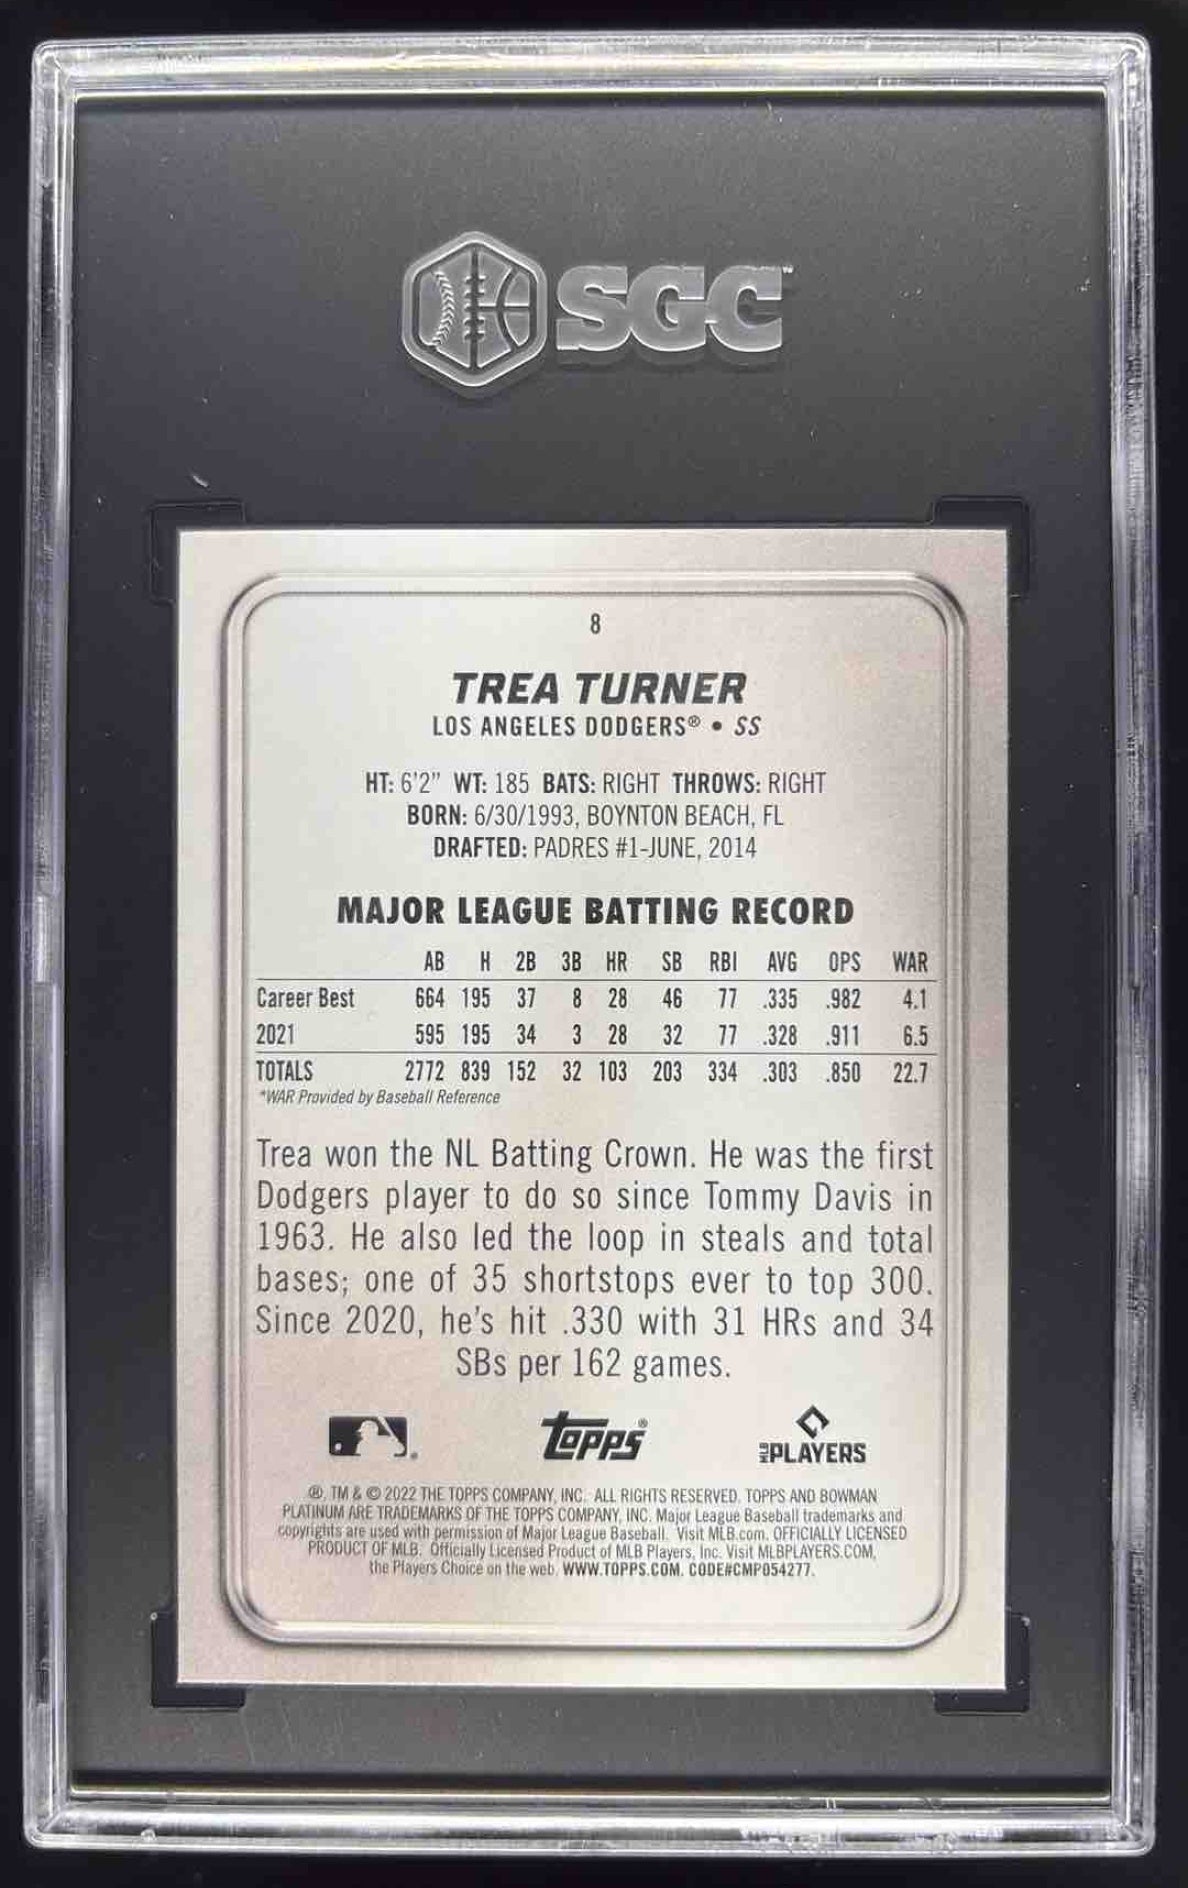 SGC™
8
TREA TURNER
LOS ANGELES DODGERS® • SS
HT: 6'2" WT: 185 BATS: RIGHT THROWS: RIGHT
BORN: 6/30/1993, BOYNTON BEACH, FL
DRAFTED: PADRES #1-JUNE, 2014
MAJOR LEAGUE BATTING RECORD
AB H 2B 3B HR SB RBI AVG OPS WAR
Career Best 664 195 37 8 28 46 77 .335 .982 4.1
2021 595 195 34 3 28 32 77 .328 .911 6.5
TOTALS 2772 839 152 32 103 203 334 .303 .850 22.7
*WAR Provided by Baseball Reference
Trea won the NL Batting Crown. He was the first
Dodgers player to do so since Tommy Davis in
1963. He also led the loop in steals and total
bases; one of 35 shortstops ever to top 300.
Since 2020, he's hit .330 with 31 HRs and 34
SBs per 162 games.
Topps® MLB PLAYERS
®, TM & © 2022 THE TOPPS COMPANY, INC. ALL RIGHTS RESERVED. TOPPS AND BOWMAN
PLATINUM ARE TRADEMARKS OF THE TOPPS COMPANY, INC. Major League Baseball trademarks and
copyrights are used with permission of Major League Baseball. Visit MLB.com. OFFICIALLY LICENSED
PRODUCT OF MLB. Officially Licensed Product of MLB Players, Inc. Visit MLBPLAYERS.COM,
the Players Choice on the web. WWW.TOPPS.COM. CODE#CMP054277.